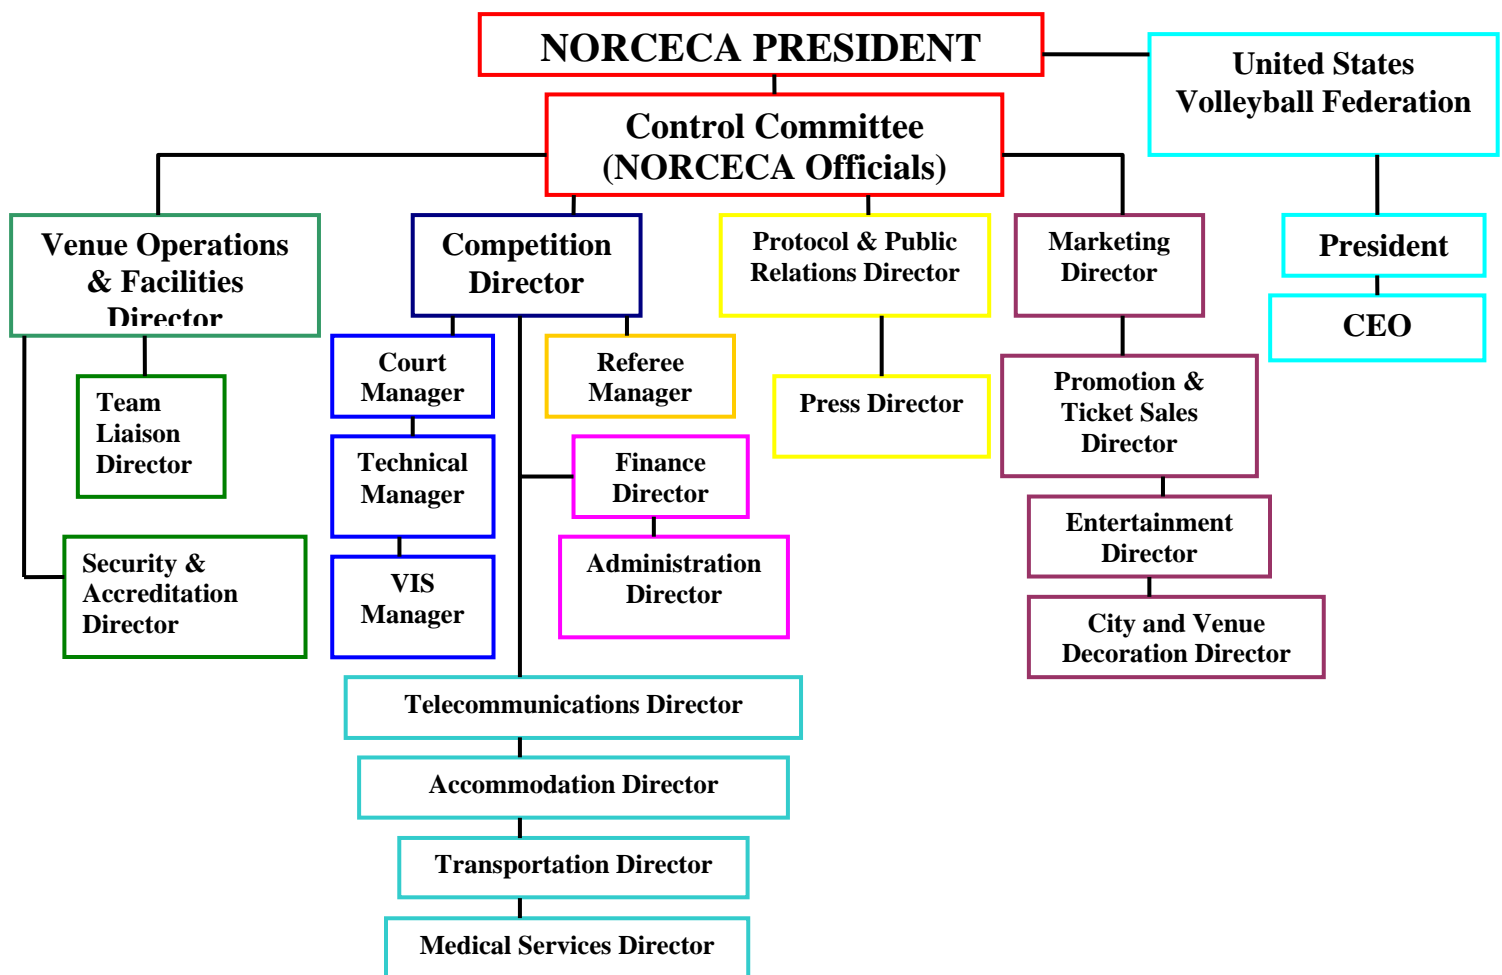 NORCECA PRESIDENT
United States
Volleyball Federation
Control Committee
(NORCECA Officials)
Venue Operations
& Facilities
Director
Competition
Director
Protocol & Public
Relations Director
Marketing
Director
President
CEO
Court
Manager
Referee
Manager
Team
Liaison
Director
Press Director
Promotion &
Ticket Sales
Director
Technical
Manager
Finance
Director
Entertainment
Director
Security &
Accreditation
Director
VIS
Manager
Administration
Director
City and Venue
Decoration Director
Telecommunications Director
Accommodation Director
Transportation Director
Medical Services Director